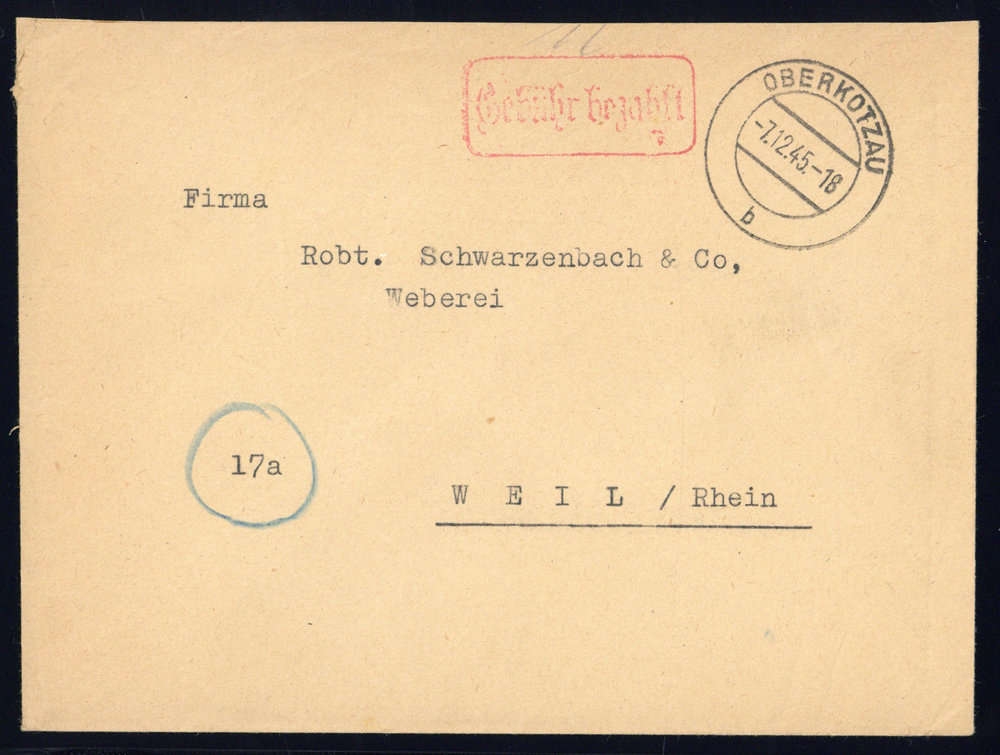 Gebühr bezahlt
OBERKOTZAU
-7.12.45.-18
b
Firma
Robt. Schwarzenbach & Co,
Weberei
17a
W E I L / Rhein